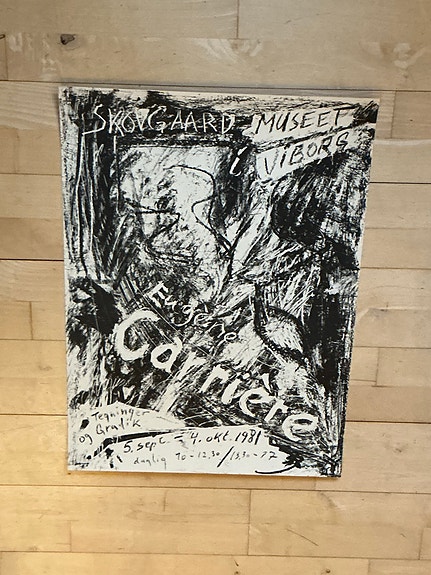 SKOVGAARD MUSEET
i VIBORG
Eugène
Carrière
Tegninger
og Grafik
5. sept. - 4. okt. 1981
daglig 10-12,30/13,30-17